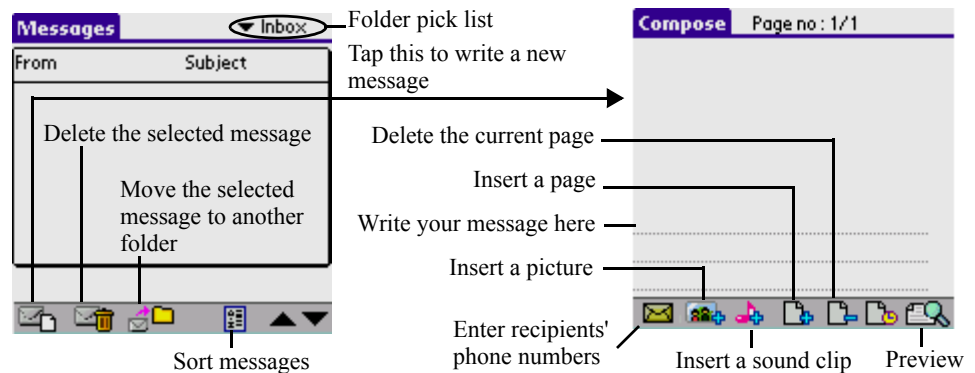 Messages
Inbox
From Subject
Folder pick list
Tap this to write a new
message
Delete the selected message
Move the selected
message to another
folder
Sort messages
Compose Page no : 1/1
Delete the current page
Insert a page
Write your message here
Insert a picture
Enter recipients'
phone numbers
Insert a sound clip
Preview